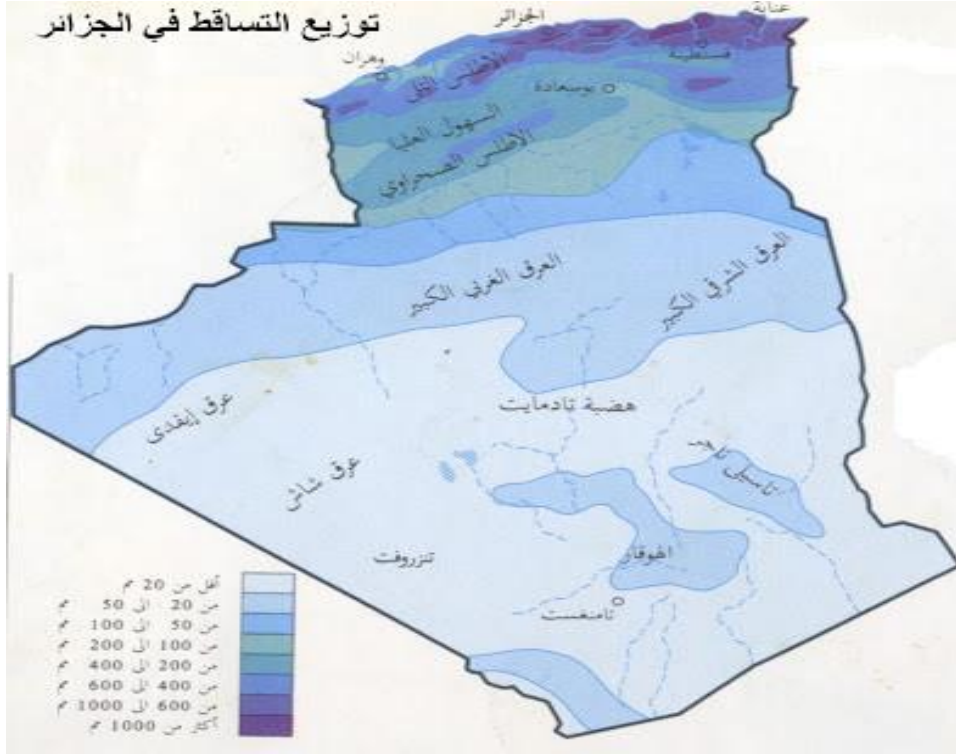 توزيع التساقط في الجزائر
عنابة
الجزائر
وهران
قسنطينة
الأطلس التلي
بوسعادة
السهول العليا
الأطلس الصحراوي
العرق الشرقي الكبير
العرق الغربي الكبير
هضبة تادمايت
عرق إيڤدي
تاسيلي ناجر
عرق شاش
الهوقار
تنزروفت
تامنغست
أقل من 20 مم
من 20 الى 50 مم
من 50 الى 100 مم
من 100 الى 200 مم
من 200 الى 400 مم
من 400 الى 600 مم
من 600 الى 1000 مم
أكثر من 1000 مم